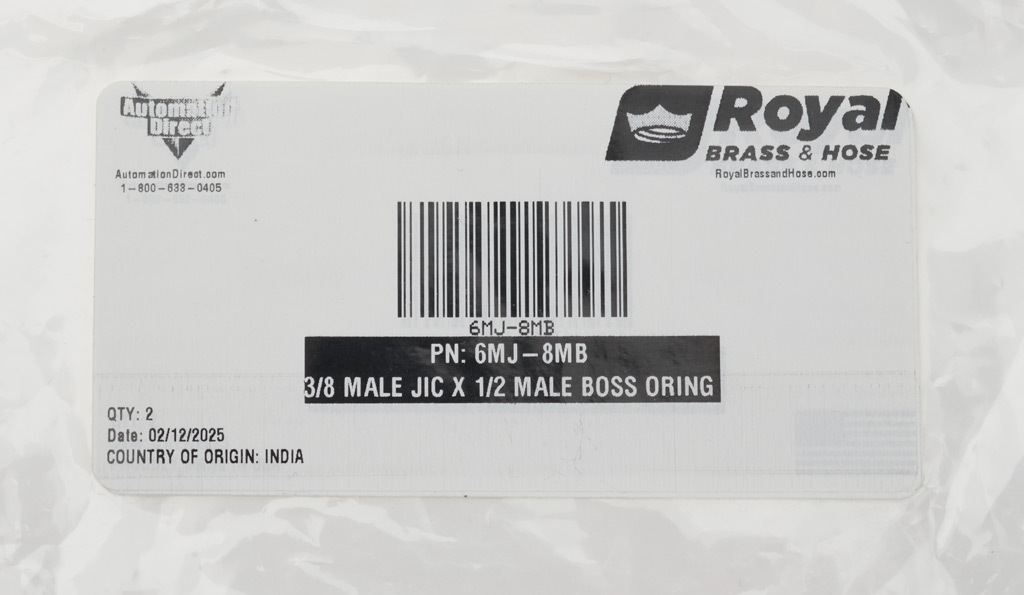 Automation
Direct
AutomationDirect.com
1-800-633-0405
Royal
BRASS & HOSE
RoyalBrassandHose.com
6MJ-8MB
PN: 6MJ-8MB
3/8 MALE JIC X 1/2 MALE BOSS ORING
QTY: 2
Date: 02/12/2025
COUNTRY OF ORIGIN: INDIA